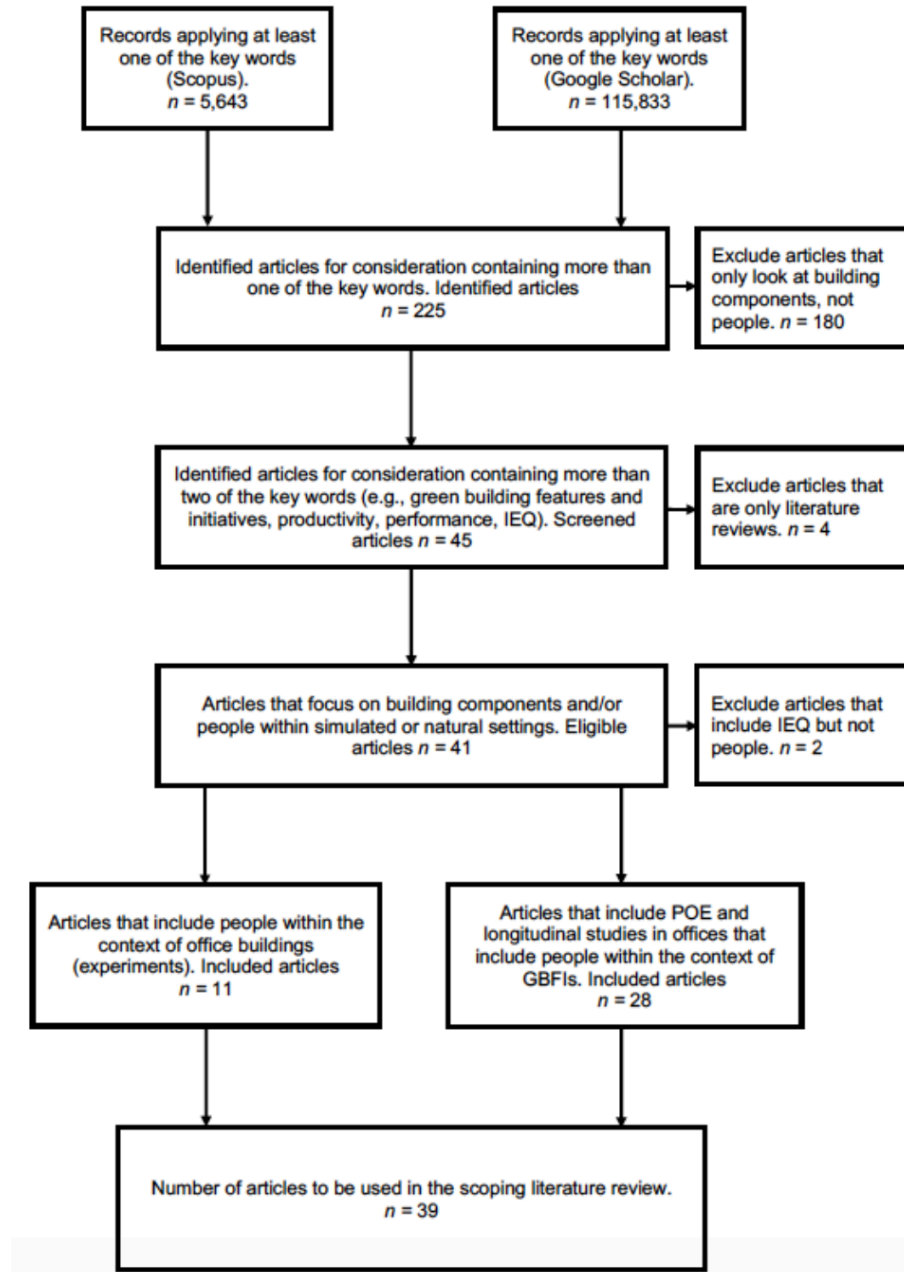 Records applying at least
one of the key words
(Scopus).
n = 5,643
Records applying at least
one of the key words
(Google Scholar).
n = 115,833
Identified articles for consideration containing more than
one of the key words. Identified articles
n = 225
Exclude articles that
only look at building
components, not
people. n = 180
Identified articles for consideration containing more than
two of the key words (e.g., green building features and
initiatives, productivity, performance, IEQ). Screened
articles n = 45
Exclude articles that
are only literature
reviews. n = 4
Articles that focus on building components and/or
people within simulated or natural settings. Eligible
articles n = 41
Exclude articles that
include IEQ but not
people. n = 2
Articles that include people within the
context of office buildings
(experiments). Included articles
n = 11
Articles that include POE and
longitudinal studies in offices that
include people within the context of
GBFIs. Included articles
n = 28
Number of articles to be used in the scoping literature review.
n = 39